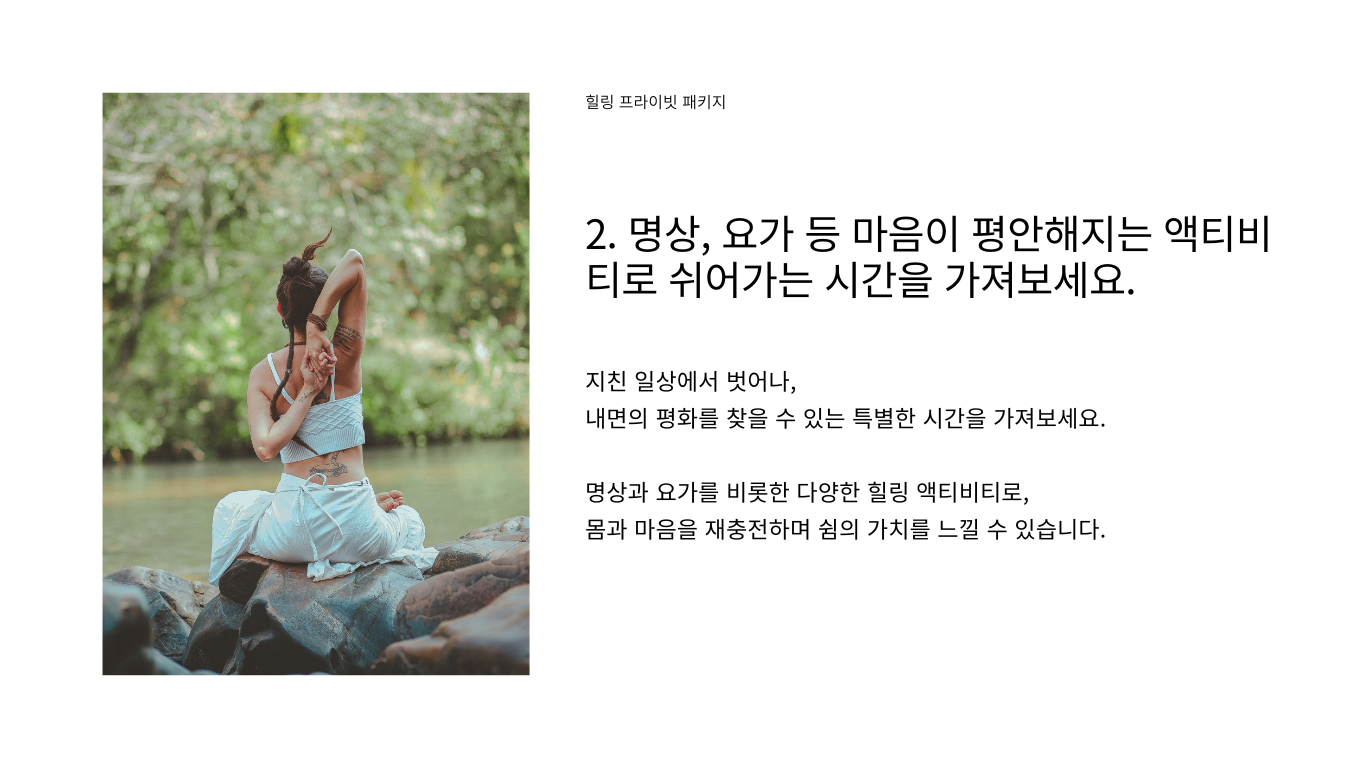 힐링 프라이빗 패키지
2. 명상, 요가 등 마음이 평안해지는 액티비
티로 쉬어가는 시간을 가져보세요.
지친 일상에서 벗어나,
내면의 평화를 찾을 수 있는 특별한 시간을 가져보세요.
명상과 요가를 비롯한 다양한 힐링 액티비티로,
몸과 마음을 재충전하며 쉼의 가치를 느낄 수 있습니다.